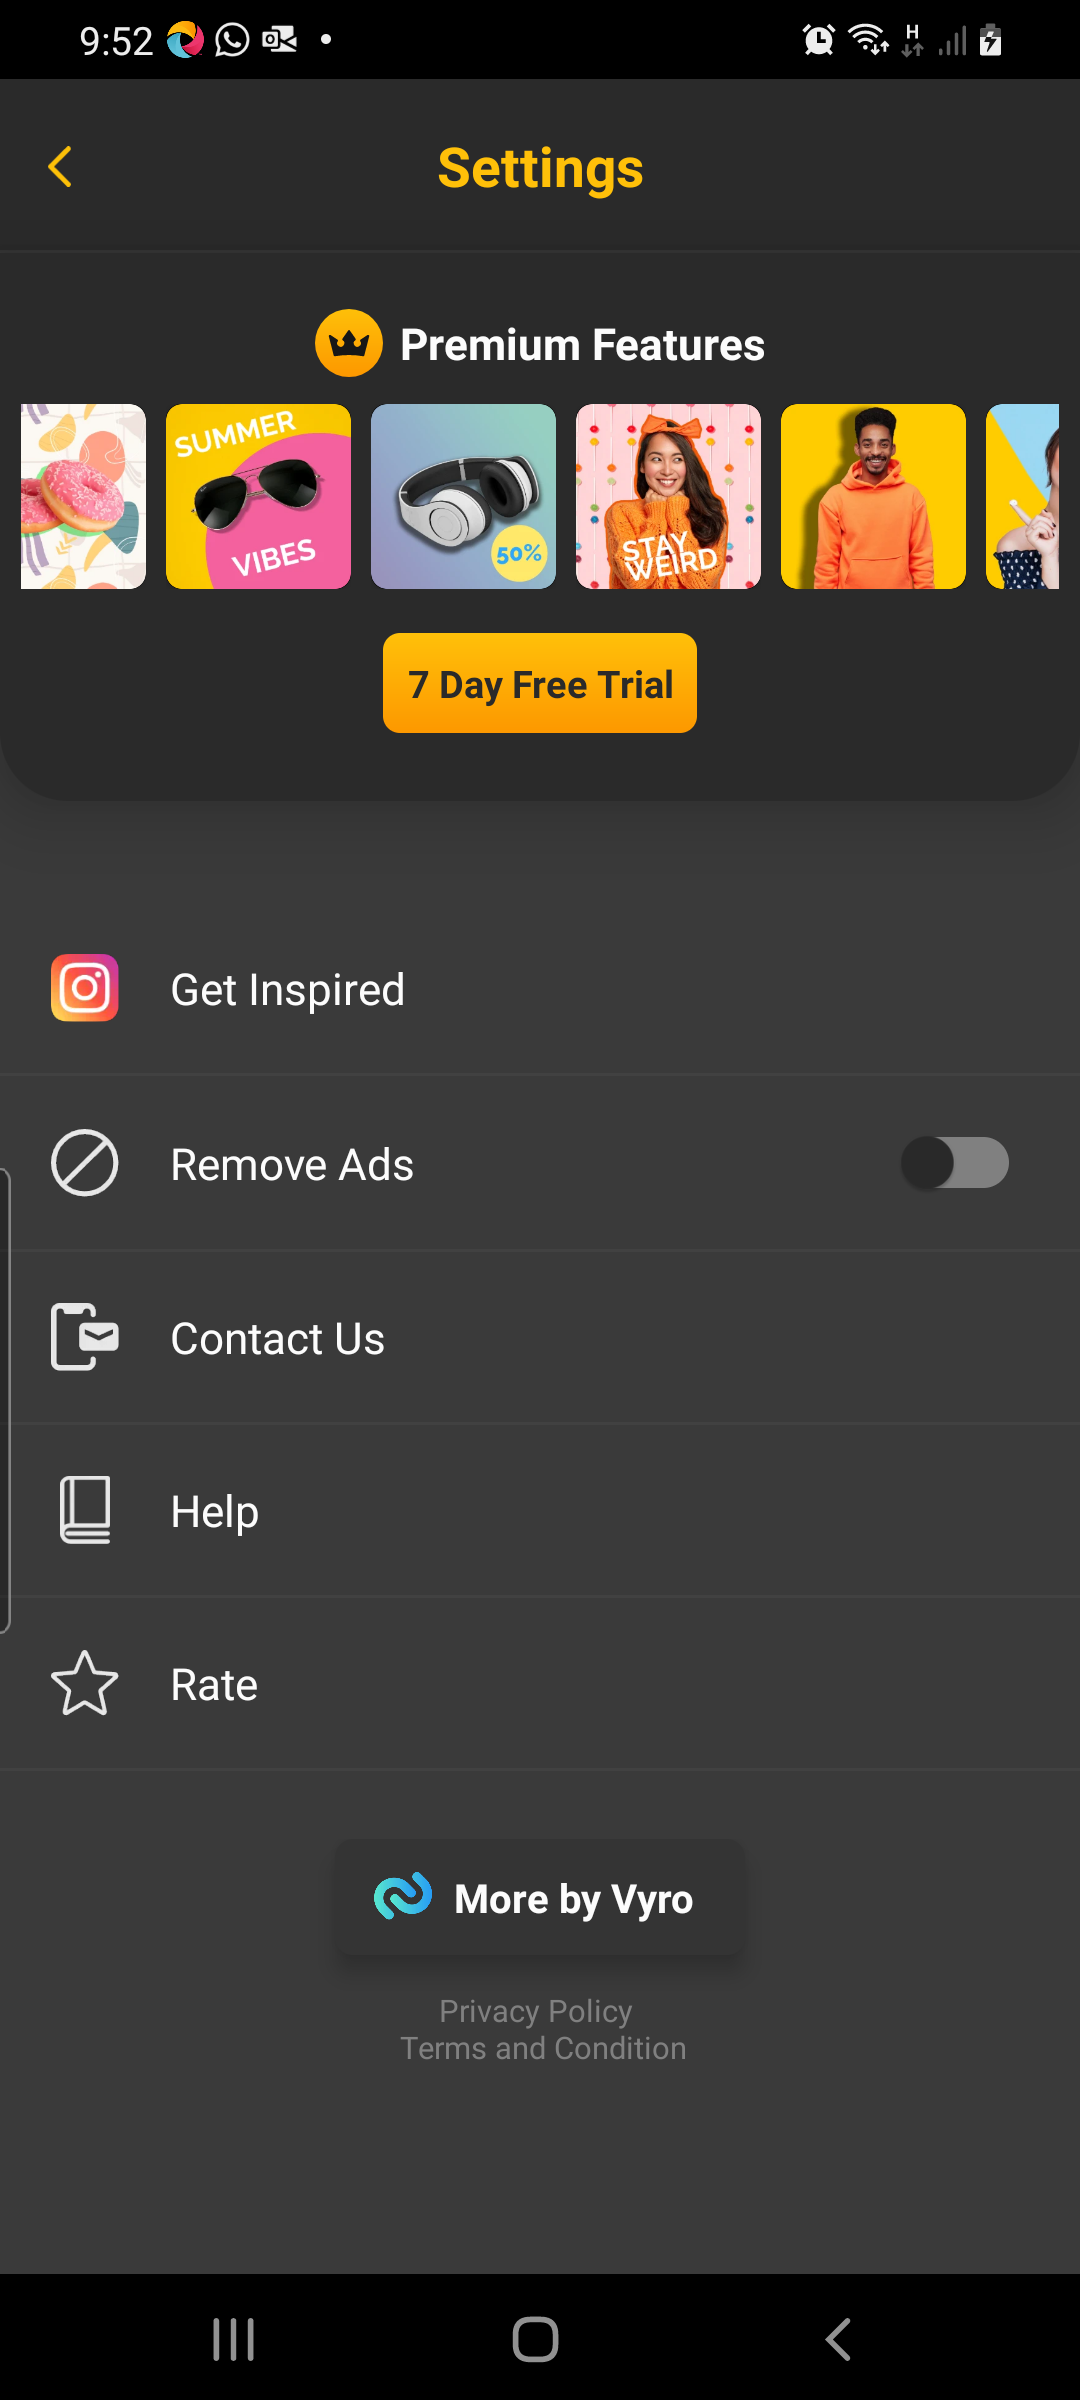 9:52
H
Settings
Premium Features
SUMMER
VIBES
50%
STAY
WEIRD
7 Day Free Trial
Get Inspired
Remove Ads
Contact Us
Help
Rate
More by Vyro
Privacy Policy
Terms and Condition